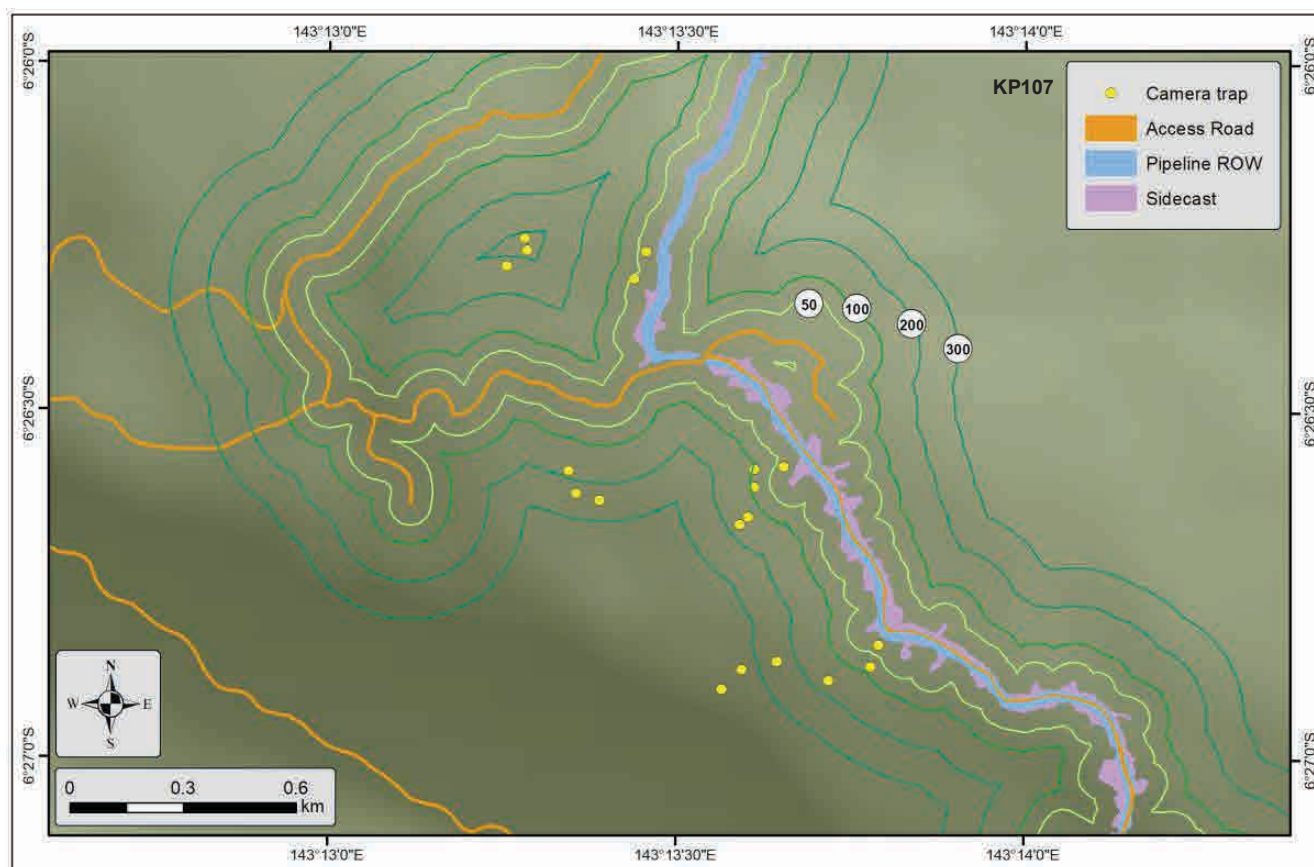 143°13'0"E 143°13'30"E 143°14'0"E
6°26'0"S 6°26'0"S
KP107
Camera trap
Access Road
Pipeline ROW
Sidecast
50 100 200 300
6°26'30"S 6°26'30"S
N
W E
S
6°27'0"S 6°27'0"S
0 0.3 0.6
km
143°13'0"E 143°13'30"E 143°14'0"E